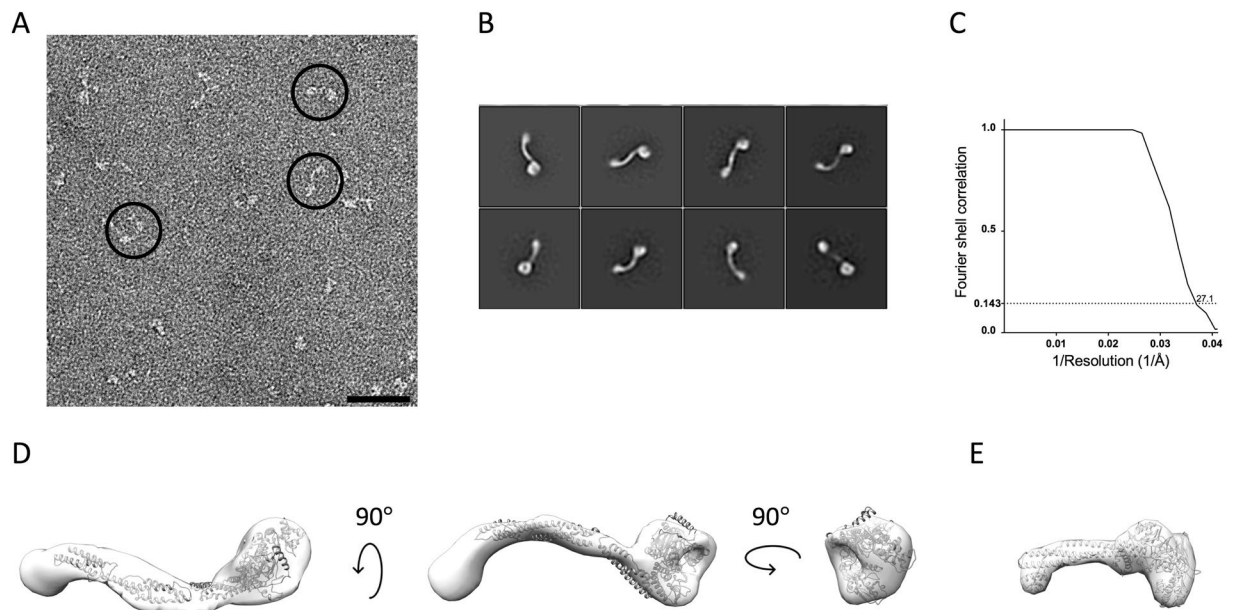 A
B
C
1.0
0.5
0.143
0.0
27.1
0.01
0.02
0.03
0.04
Fourier shell correlation
1/Resolution (1/Å)
D
90°
90°
E